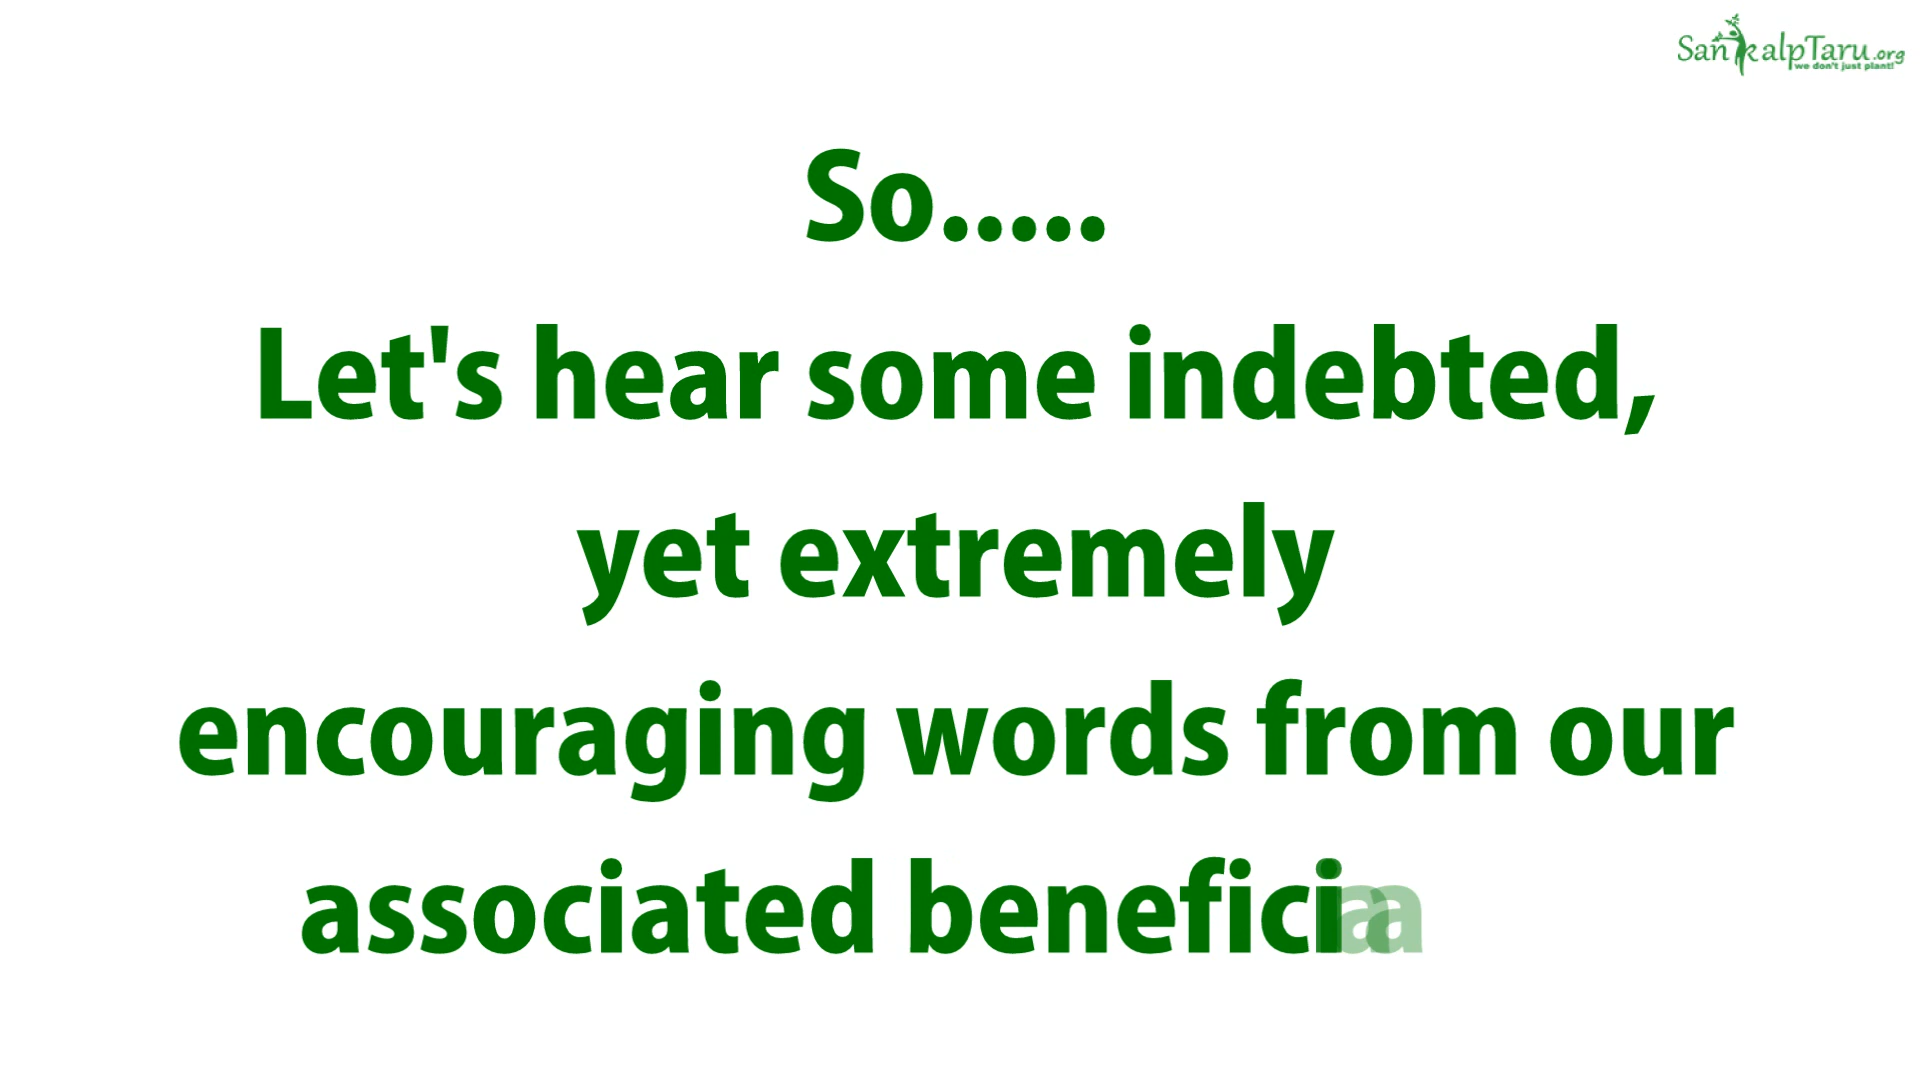 SankalpTaru.org
we don't just plant!
So.....
Let's hear some indebted,
yet extremely
encouraging words from our
associated beneficia